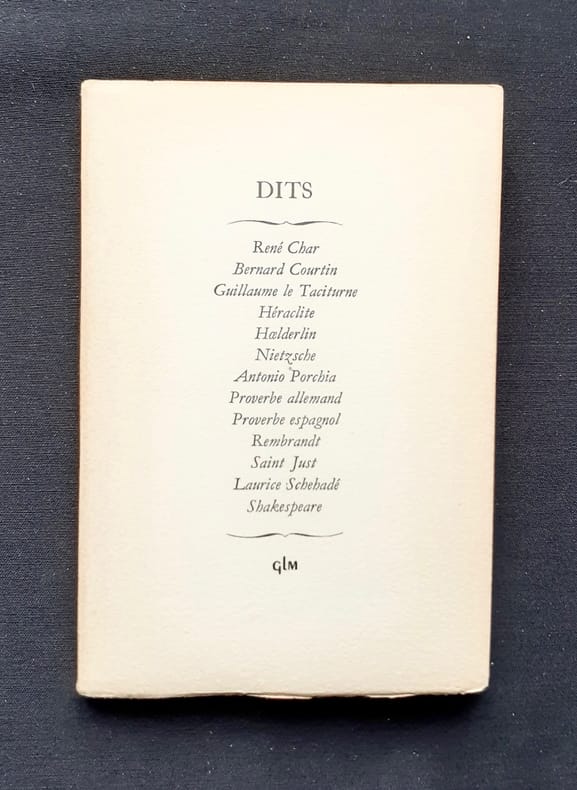 DITS
René Char
Bernard Courtin
Guillaume le Taciturne
Héraclite
Hœlderlin
Nietzsche
Antonio Porchia
Proverbe allemand
Proverbe espagnol
Rembrandt
Saint Just
Laurice Schehadé
Shakespeare
GLM